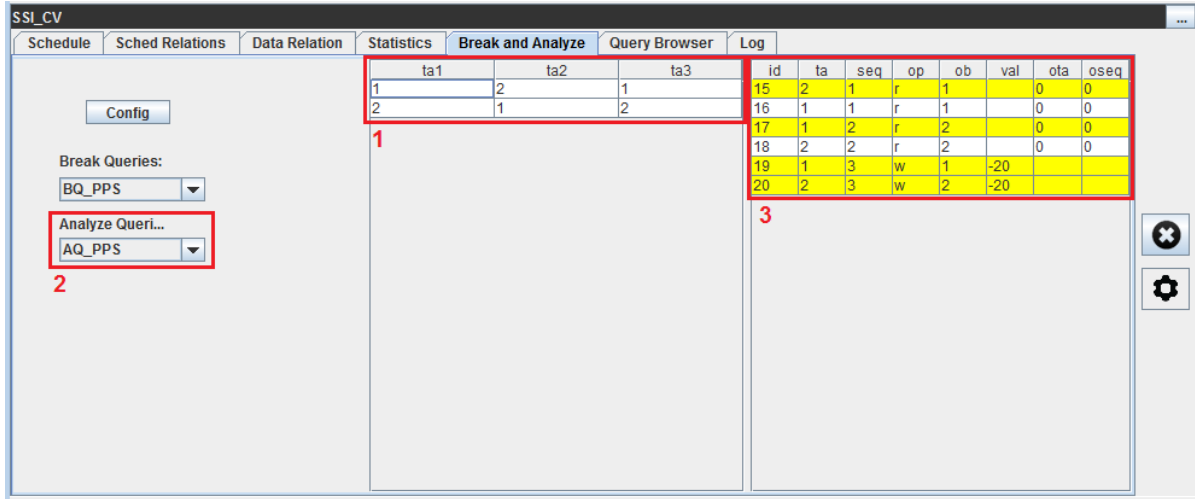 SSI_CV ...
Schedule Sched Relations Data Relation Statistics Break and Analyze Query Browser Log
Config
Break Queries:
BQ_PPS
Analyze Queri...
AQ_PPS
2
ta1 ta2 ta3
1 2 1
2 1 2
1
id ta seq op ob val ota oseq
15 2 1 r 1 0 0
16 1 1 r 1 0 0
17 1 2 r 2 0 0
18 2 2 r 2 0 0
19 1 3 w 1 -20
20 2 3 w 2 -20
3